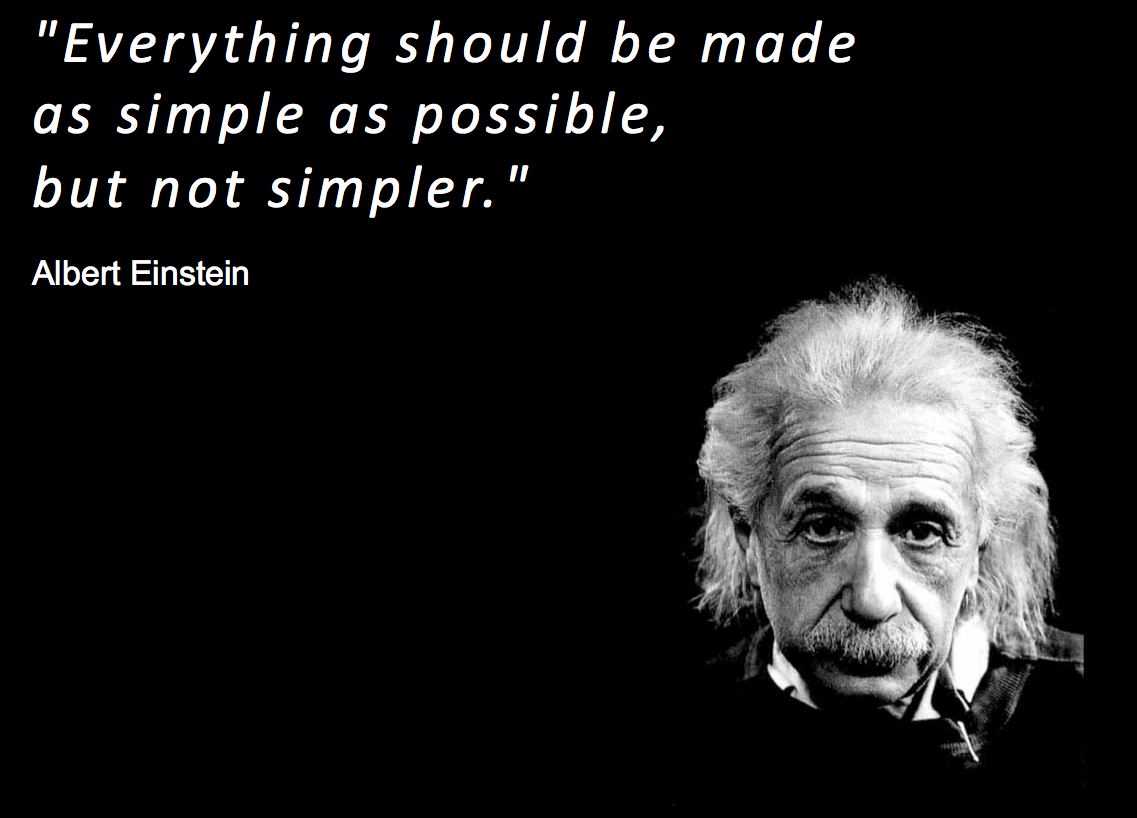 "Everything should be made
as simple as possible,
but not simpler."
Albert Einstein